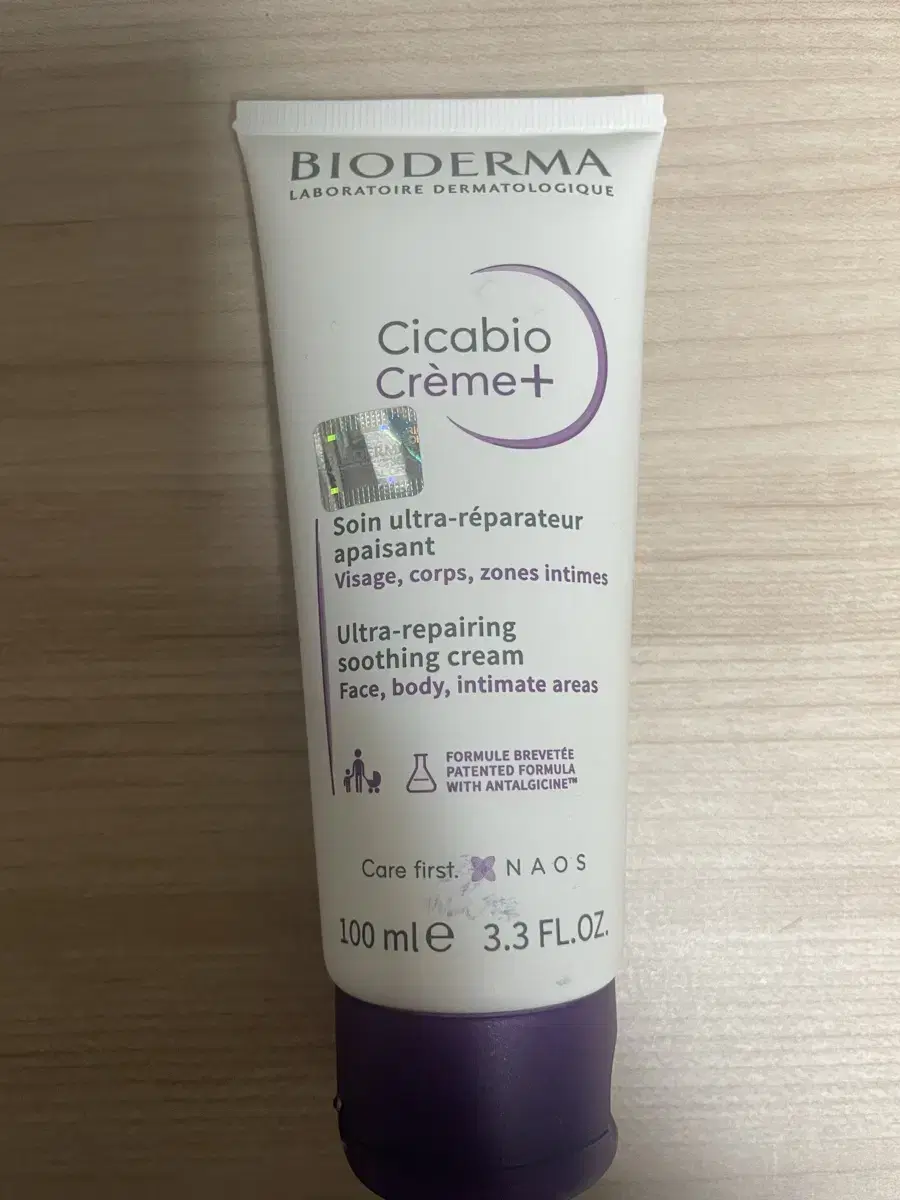 BIODERMA
LABORATOIRE DERMATOLOGIQUE
Cicabio
Crème+
Soin ultra-réparateur
apaisant
Visage, corps, zones intimes
Ultra-repairing
soothing cream
Face, body, intimate areas
FORMULE BREVETÉE
PATENTED FORMULA
WITH ANTALGICINE™
Care first. NAOS
100 ml e 3.3 FL.OZ.